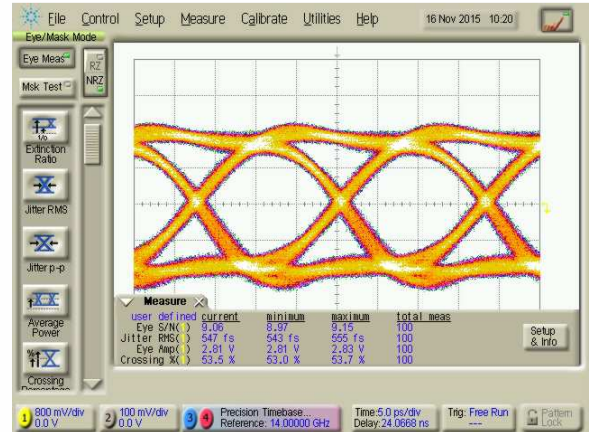 File Control Setup Measure Calibrate Utilities Help 16 Nov 2015 10:20
Eye/Mask Mode
Eye Meas
RZ
NRZ
Msk Test
1/0
Extinction
Ratio
Jitter RMS
Jitter p-p
Average
Power
%
Crossing
Percentage
Measure
user defined current minimum maximum total meas
Eye S/N( ) 9.06 8.97 9.15 100
Jitter RMS( ) 547 fs 543 fs 555 fs 100
Eye Amp( ) 2.81 V 2.81 V 2.83 V 100
Crossing %( ) 53.5 % 53.0 % 53.7 % 100
Setup
& Info
1 800 mV/div
0.0 V
2 100 mV/div
0.0 V
3
4
Precision Timebase...
Reference: 14.00000 GHz
Time:5.0 ps/div
Delay:24.0668 ns
Trig: Free Run
---
Pattern
Lock